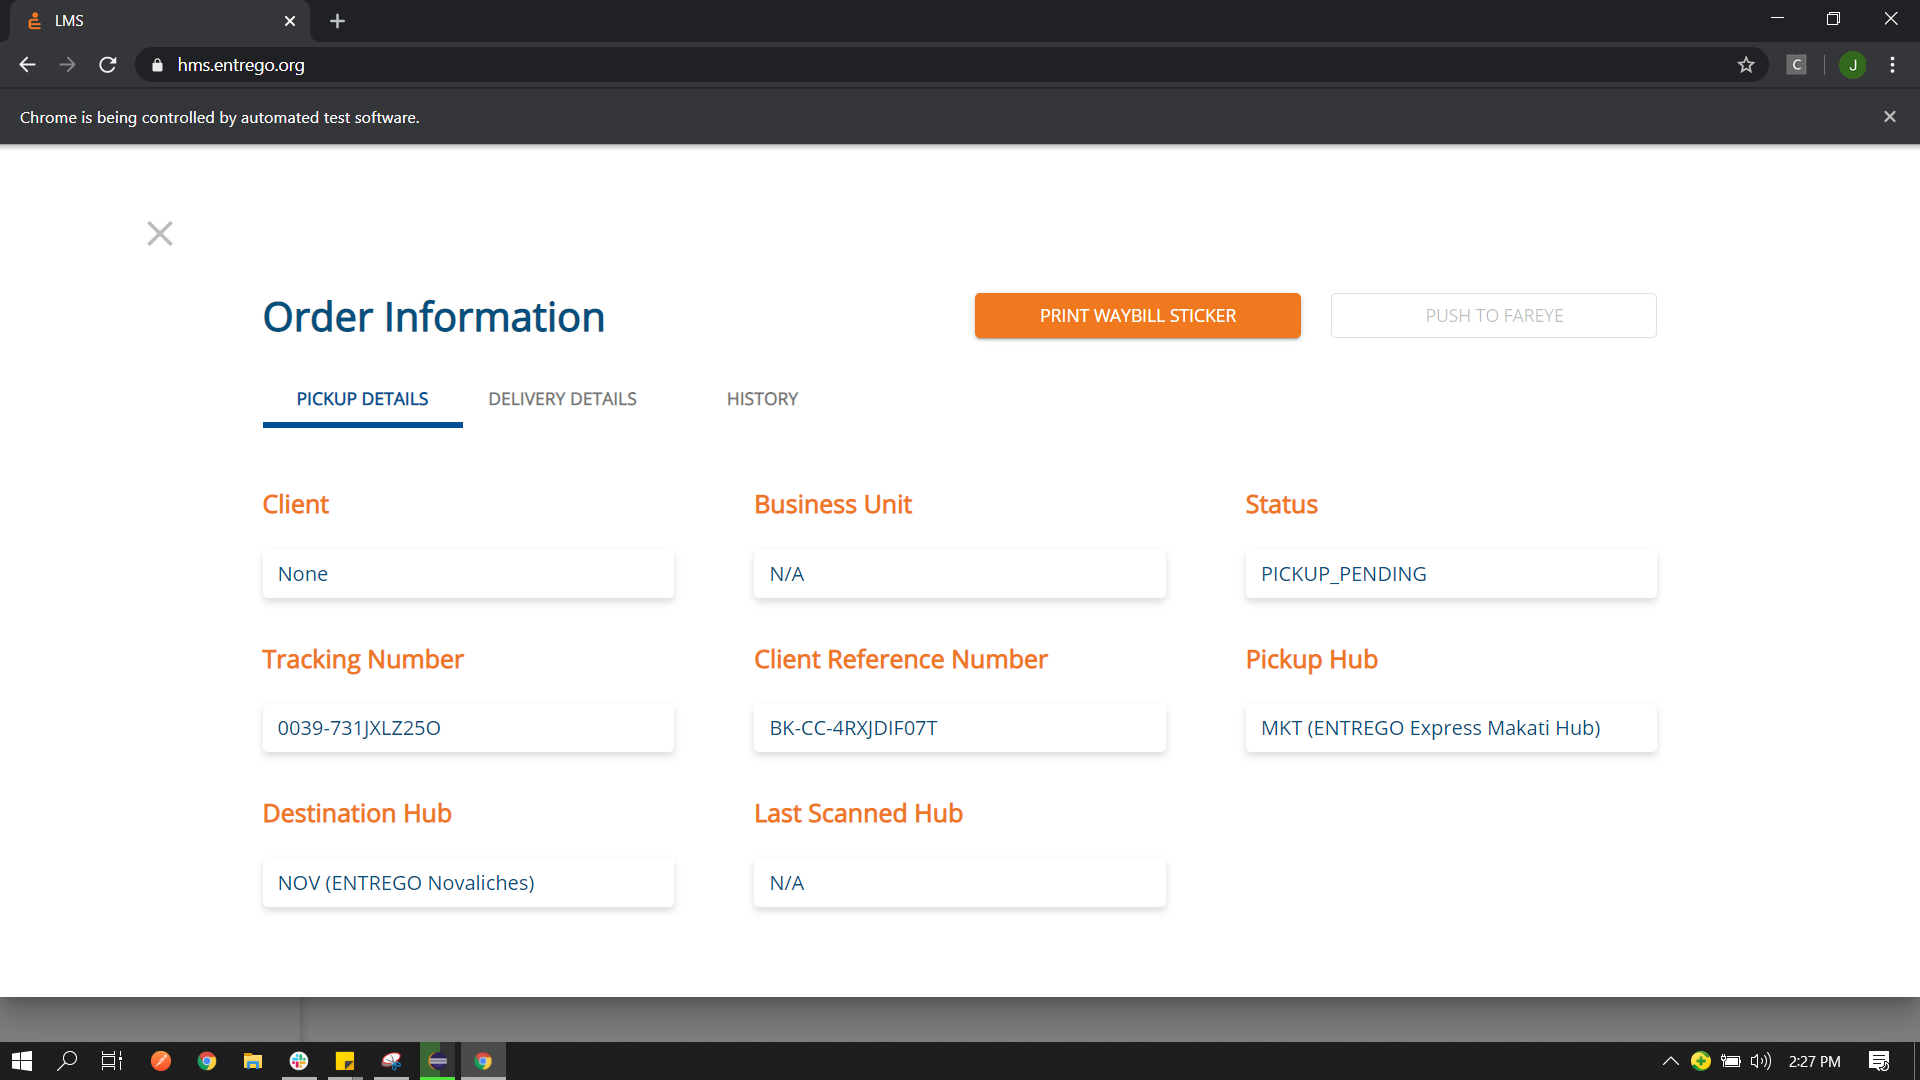 LMS
hms.entrego.org
C
J
Chrome is being controlled by automated test software.
Order Information
PRINT WAYBILL STICKER
PUSH TO FAREYE
PICKUP DETAILS
DELIVERY DETAILS
HISTORY
Client
Business Unit
Status
None
N/A
PICKUP_PENDING
Tracking Number
Client Reference Number
Pickup Hub
0039-731JXLZ25O
BK-CC-4RXJDIF07T
MKT (ENTREGO Express Makati Hub)
Destination Hub
Last Scanned Hub
NOV (ENTREGO Novaliches)
N/A
2:27 PM